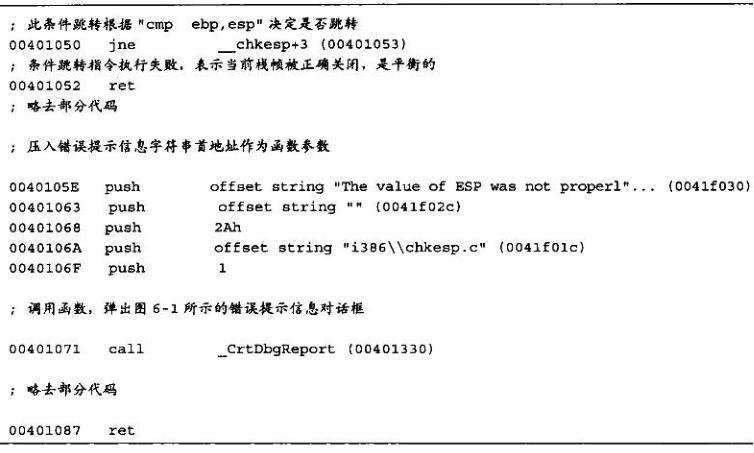 ; 此条件跳转根据"cmp ebp,esp"决定是否跳转
00401050 jne __chkesp+3 (00401053)
; 条件跳转指令执行失败，表示当前栈帧被正确关闭，是平衡的
00401052 ret
; 略去部分代码
; 压入错误提示信息字符串首地址作为函数参数
0040105E push offset string "The value of ESP was not properl"... (0041f030)
00401063 push offset string "" (0041f02c)
00401068 push 2Ah
0040106A push offset string "i386\\chkesp.c" (0041f01c)
0040106F push 1
; 调用函数，弹出图 6-1 所示的错误提示信息对话框
00401071 call _CrtDbgReport (00401330)
; 略去部分代码
00401087 ret